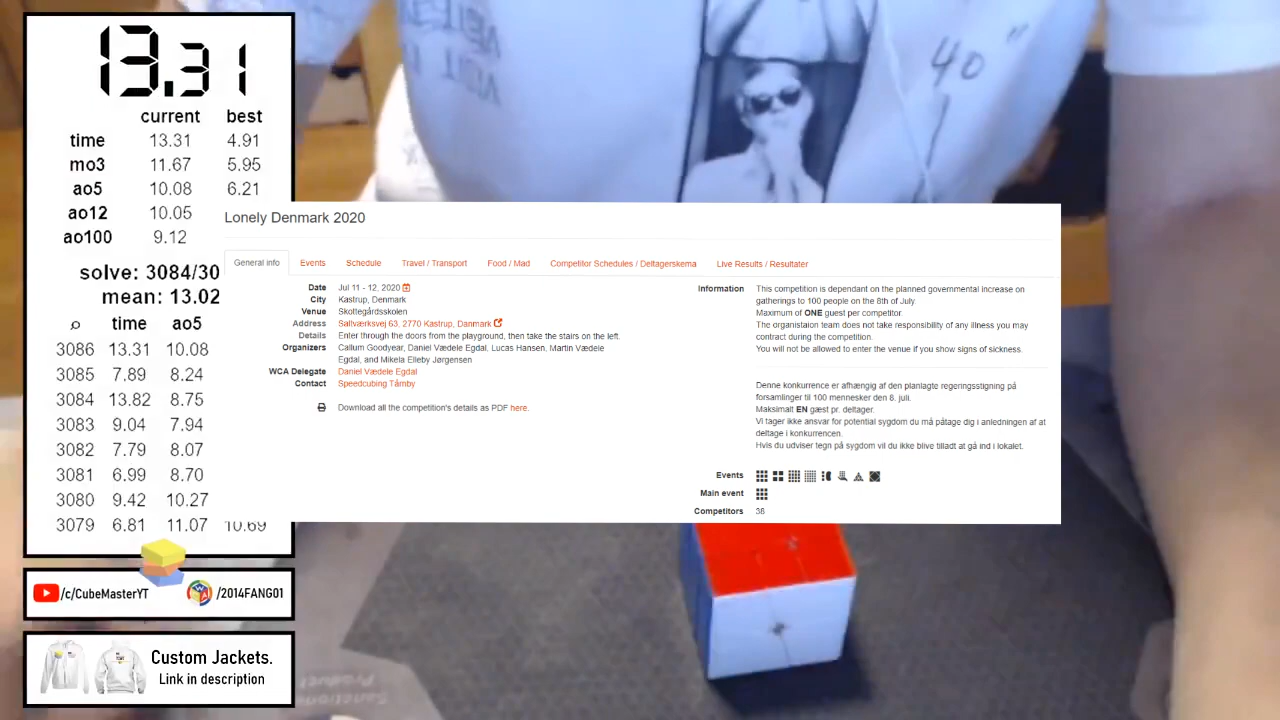 13.31
current best
time 13.31 4.91
mo3 11.67 5.95
ao5 10.08 6.21
ao12 10.05
ao100 9.12
solve: 3084/30
mean: 13.02
time ao5
3086 13.31 10.08
3085 7.89 8.24
3084 13.82 8.75
3083 9.04 7.94
3082 7.79 8.07
3081 6.99 8.70
3080 9.42 10.27
3079 6.81 11.07 10.69
/c/CubeMasterYT
/2014FANG01
Custom Jackets.
Link in description
40"
Lonely Denmark 2020
General info Events Schedule Travel / Transport Food / Mad Competitor Schedules / Deltagerskema Live Results / Resultater
Date Jul 11 - 12, 2020
City Kastrup, Denmark
Venue Skottegårdsskolen
Address Saltværksvej 63, 2770 Kastrup, Danmark
Details Enter through the doors from the playground, then take the stairs on the left.
Organizers Callum Goodyear, Daniel Vædele Egdal, Lucas Hansen, Martin Vædele
Egdal, and Mikela Elleby Jørgensen
WCA Delegate Daniel Vædele Egdal
Contact Speedcubing Tårnby
Download all the competition's details as PDF here.
Information This competition is dependant on the planned governmental increase on
gatherings to 100 people on the 8th of July.
Maximum of ONE guest per competitor.
The organistaion team does not take responsibility of any illness you may
contract during the competition.
You will not be allowed to enter the venue if you show signs of sickness.
Denne konkurrence er afhængig af den planlagte regeringsstigning på
forsamlinger til 100 mennesker den 8. juli.
Maksimalt EN gæst pr. deltager.
Vi tager ikke ansvar for potential sygdom du må påtage dig i anledningen af at
deltage i konkurrencen.
Hvis du udviser tegn på sygdom vil du ikke blive tilladt at gå ind i lokalet.
Events
Main event
Competitors 36